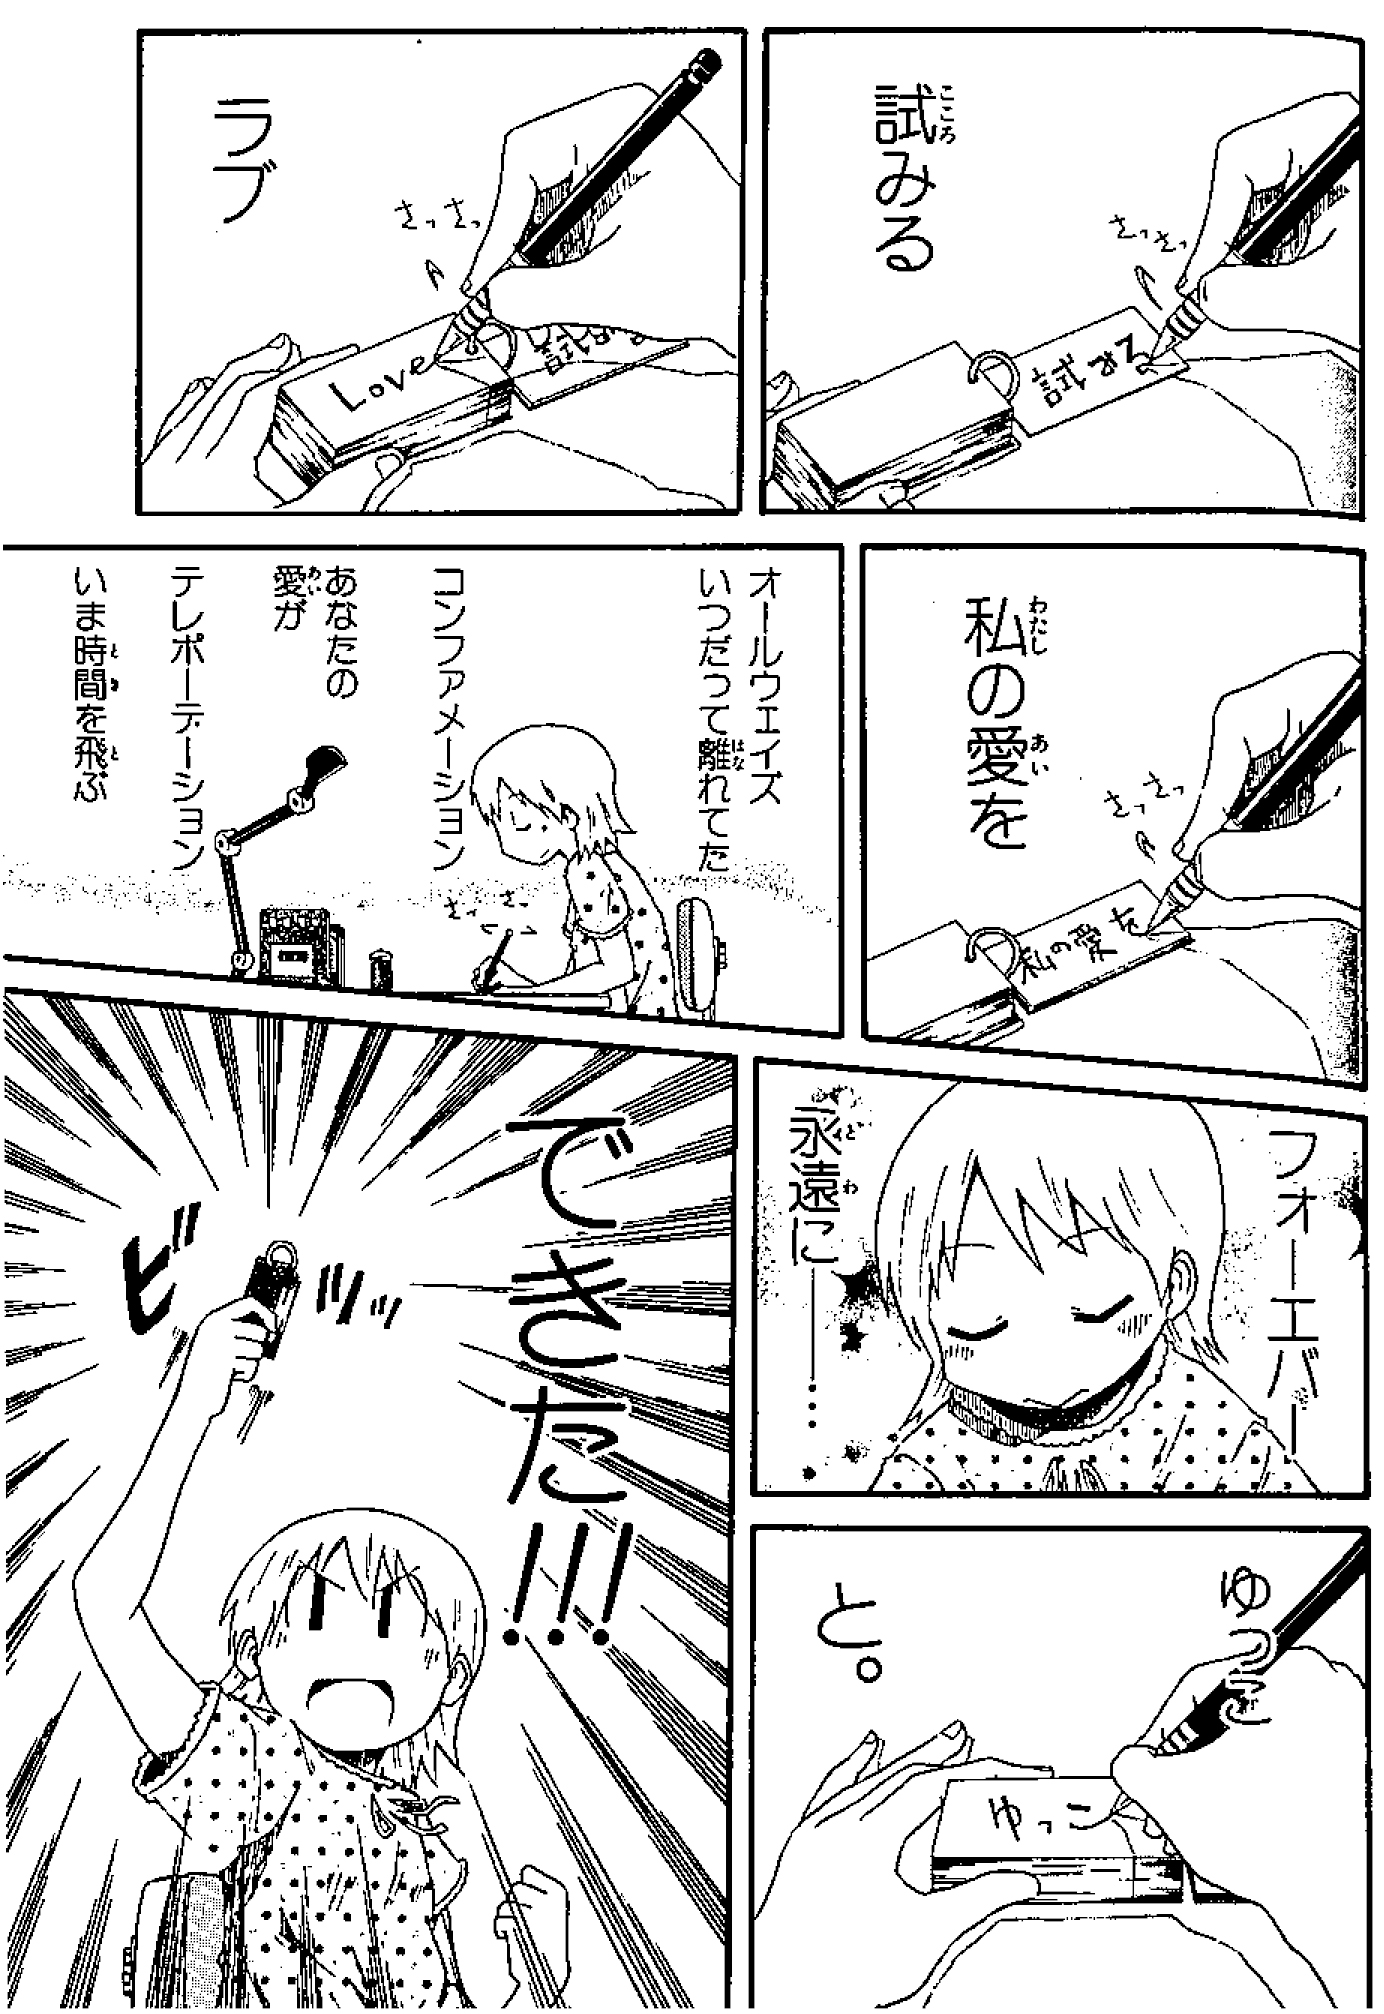 試みる
さっさっ
試みる
ラブ
さっさっ
Love
試みる
私の愛を
さっさっ
私の愛を
オールウェイズ
いつだって離れてた
コンファメーション
あなたの
愛が
テレポーデーション
いま時間を飛ぶ
さっさっ
フォーエバー
永遠に――……
ゆっこ
と。
ゆっこ
できた!!!
ビッッ